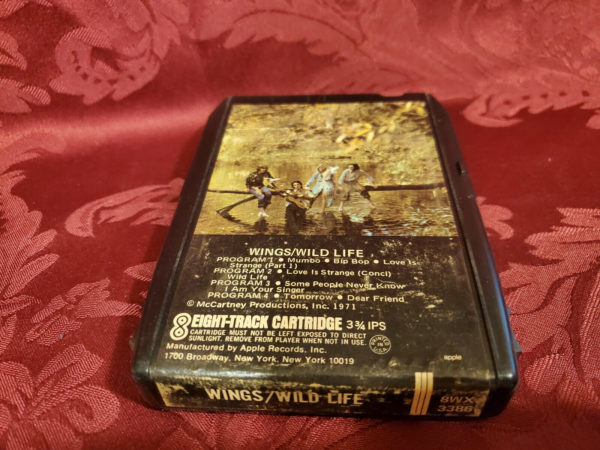 WINGS/WILD LIFE
PROGRAM 1 • Mumbo • Bip Bop • Love Is
Strange (Part 1)
PROGRAM 2 • Love Is Strange (Concl)
Wild Life
PROGRAM 3 • Some People Never Know
I Am Your Singer
PROGRAM 4 • Tomorrow • Dear Friend
© McCartney Productions, Inc. 1971
8 EIGHT-TRACK CARTRIDGE 3¾ IPS
CARTRIDGE MUST NOT BE LEFT EXPOSED TO DIRECT
SUNLIGHT. REMOVE FROM PLAYER WHEN NOT IN USE.
Manufactured by Apple Records, Inc.
1700 Broadway, New York, New York 10019
apple
WINGS/WILD LIFE
8WX
3386